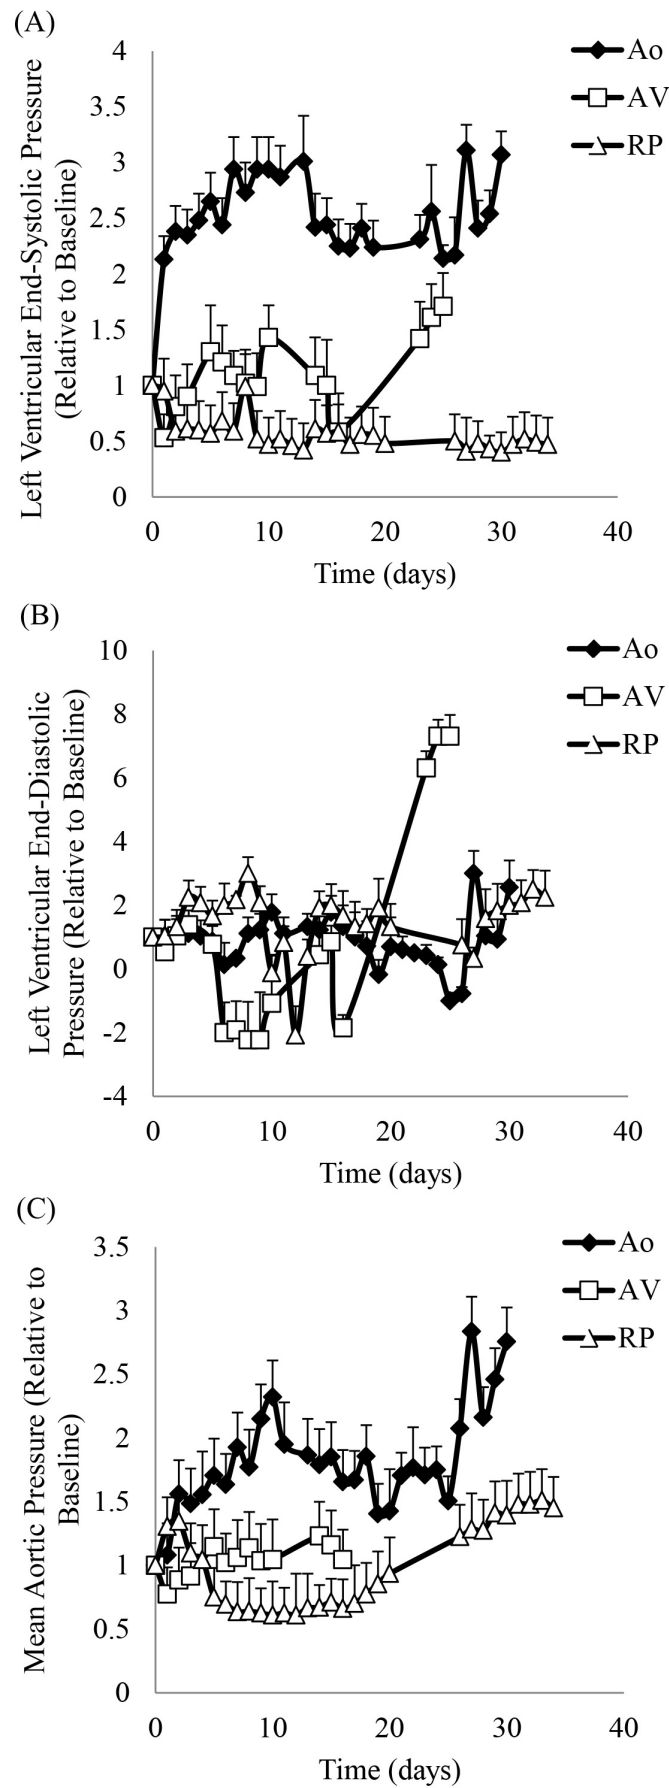 (A)
Left Ventricular End-Systolic Pressure
(Relative to Baseline)
4
3.5
3
2.5
2
1.5
1
0.5
0
0 10 20 30 40
Time (days)
Ao
AV
RP
(B)
Left Ventricular End-Diastolic
Pressure (Relative to Baseline)
10
8
6
4
2
0
-2
-4
0 10 20 30 40
Time (days)
Ao
AV
RP
(C)
Mean Aortic Pressure (Relative to
Baseline)
3.5
3
2.5
2
1.5
1
0.5
0
0 10 20 30 40
Time (days)
Ao
AV
RP